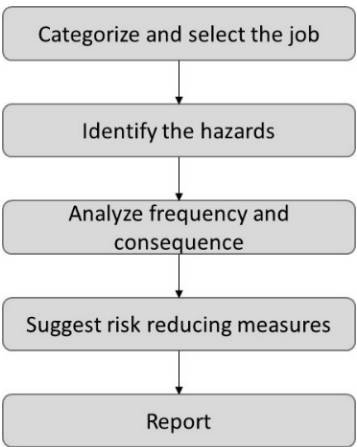 Categorize and select the job
Identify the hazards
Analyze frequency and
consequence
Suggest risk reducing measures
Report